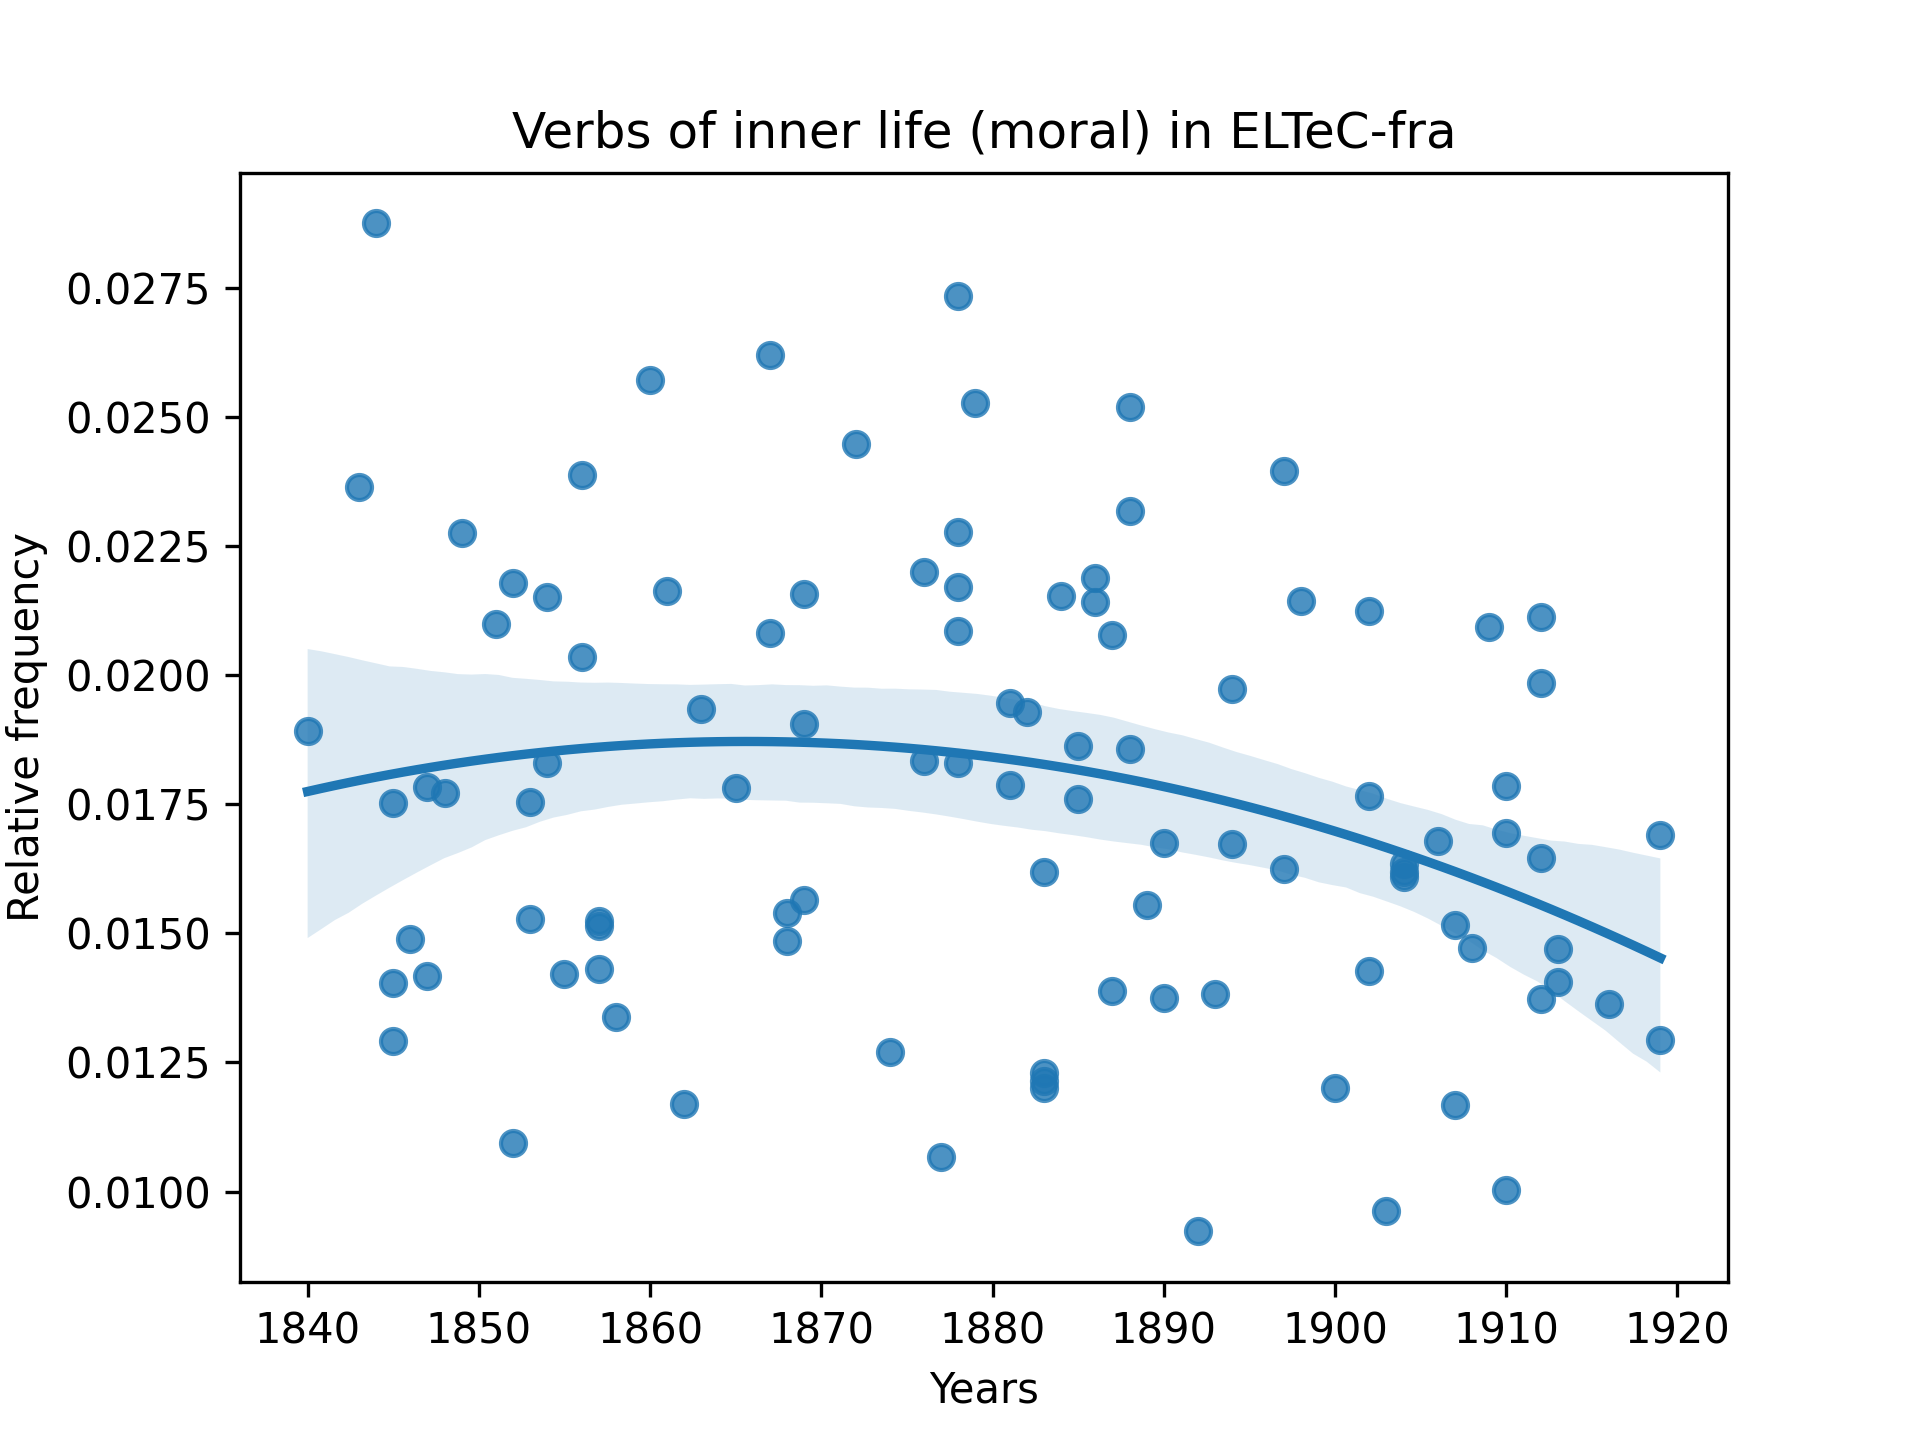 Verbs of inner life (moral) in ELTeC-fra
Relative frequency
0.0275
0.0250
0.0225
0.0200
0.0175
0.0150
0.0125
0.0100
1840 1850 1860 1870 1880 1890 1900 1910 1920
Years